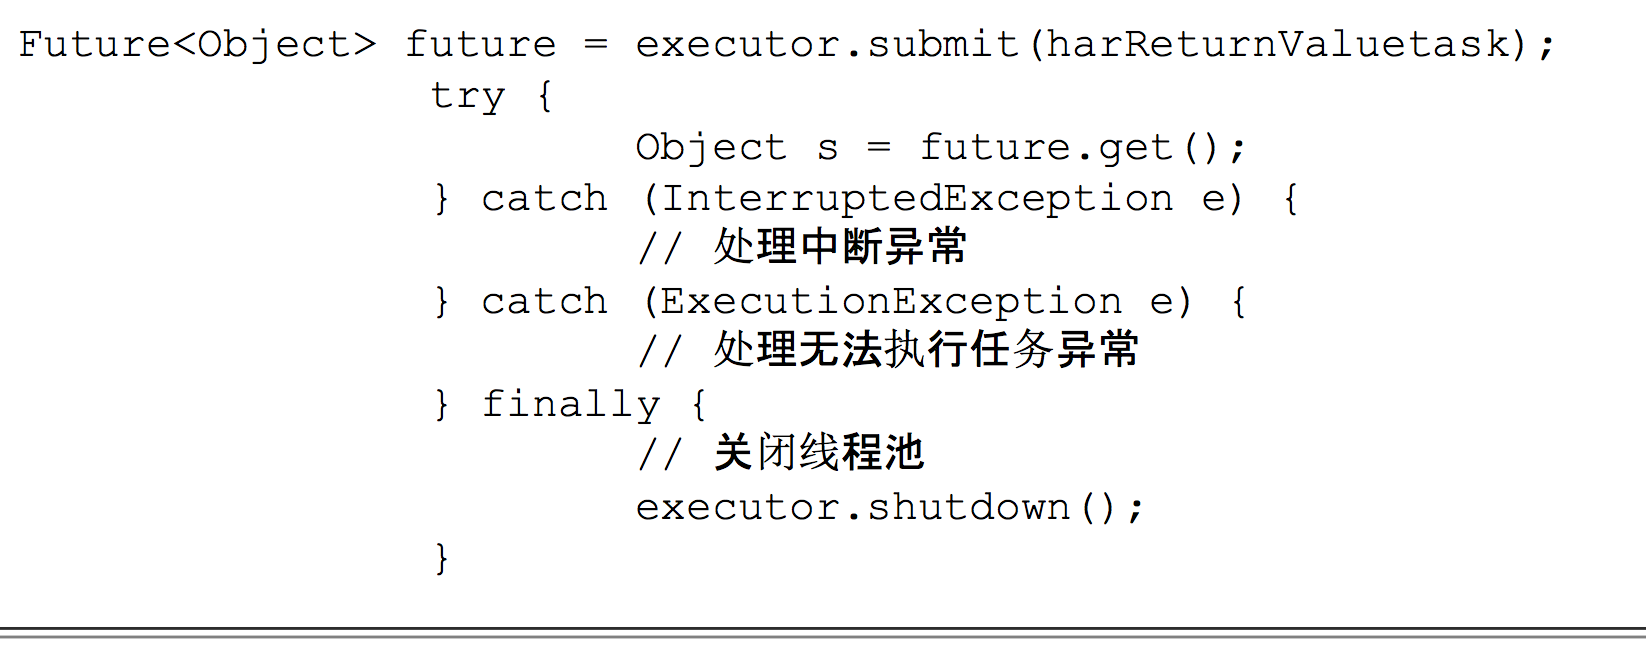 Future<Object> future = executor.submit(harReturnValuetask);
try {
Object s = future.get();
} catch (InterruptedException e) {
// 处理中断异常
} catch (ExecutionException e) {
// 处理无法执行任务异常
} finally {
// 关闭线程池
executor.shutdown();
}